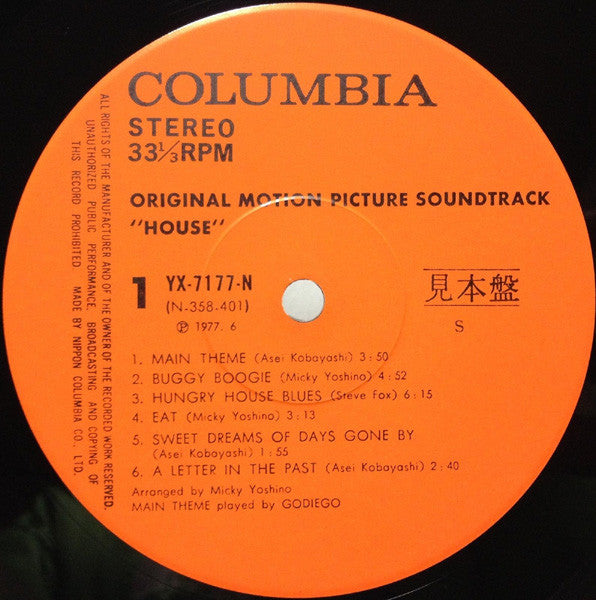 COLUMBIA
STEREO
33⅓RPM
ORIGINAL MOTION PICTURE SOUNDTRACK
"HOUSE"
1
YX-7177-N
(N-358-401)
Ⓟ 1977. 6
見本盤
S
1. MAIN THEME (Asei Kobayashi) 3:50
2. BUGGY BOOGIE (Micky Yoshino) 4:52
3. HUNGRY HOUSE BLUES (Sreve Fox) 6:15
4. EAT (Micky Yoshino) 3:13
5. SWEET DREAMS OF DAYS GONE BY
(Asei Kobayashi) 1:55
6. A LETTER IN THE PAST (Asei Kobayashi) 2:40
Arranged by Micky Yoshino
MAIN THEME played by GODIEGO
ALL RIGHTS OF THE MANUFACTURER AND OF THE OWNER OF THE RECORDED WORK RESERVED.
UNAUTHORIZED PUBLIC PERFORMANCE, BROADCASTING AND COPYING OF
THIS RECORD PROHIBITED. MADE BY NIPPON COLUMBIA CO., LTD.